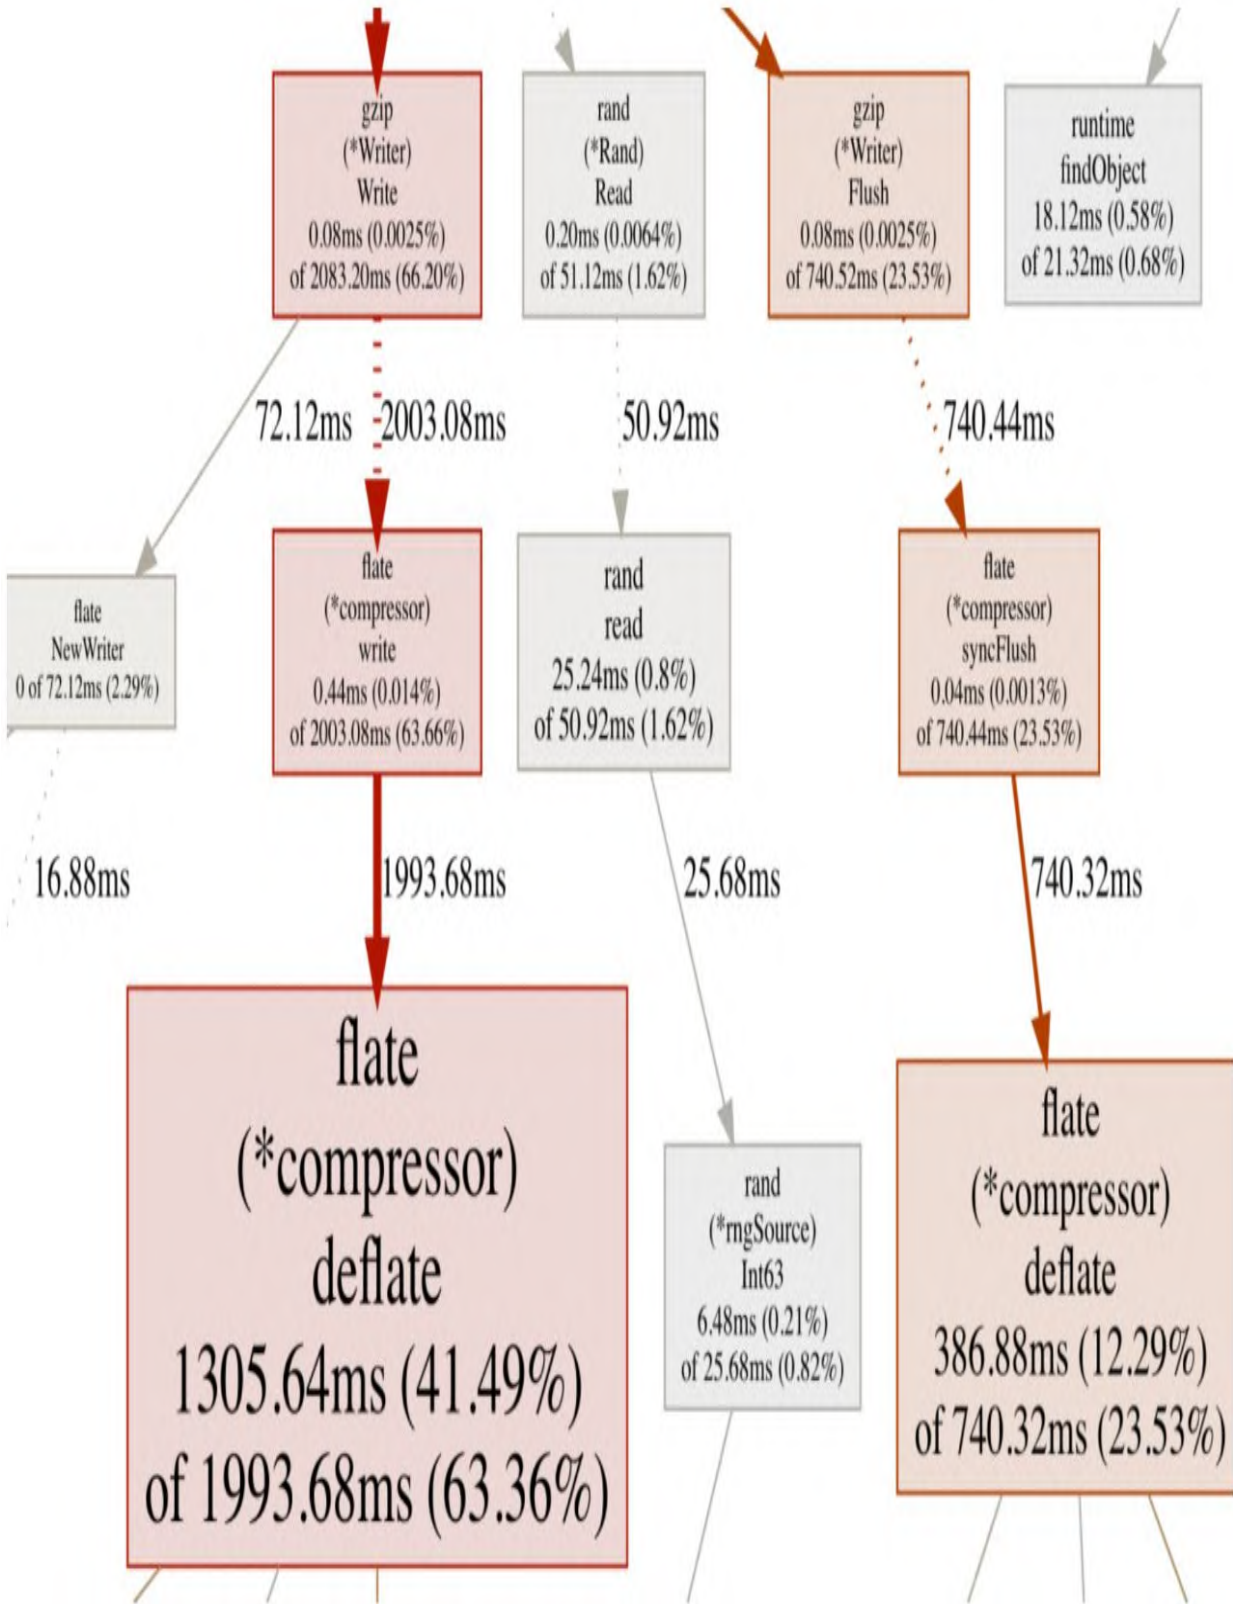 gzip
(*Writer)
Write
0.08ms (0.0025%)
of 2083.20ms (66.20%)
rand
(*Rand)
Read
0.20ms (0.0064%)
of 51.12ms (1.62%)
gzip
(*Writer)
Flush
0.08ms (0.0025%)
of 740.52ms (23.53%)
runtime
findObject
18.12ms (0.58%)
of 21.32ms (0.68%)
72.12ms
2003.08ms
50.92ms
740.44ms
flate
NewWriter
0 of 72.12ms (2.29%)
flate
(*compressor)
write
0.44ms (0.014%)
of 2003.08ms (63.66%)
rand
read
25.24ms (0.8%)
of 50.92ms (1.62%)
flate
(*compressor)
syncFlush
0.04ms (0.0013%)
of 740.44ms (23.53%)
16.88ms
1993.68ms
25.68ms
740.32ms
flate
(*compressor)
deflate
1305.64ms (41.49%)
of 1993.68ms (63.36%)
rand
(*rngSource)
Int63
6.48ms (0.21%)
of 25.68ms (0.82%)
flate
(*compressor)
deflate
386.88ms (12.29%)
of 740.32ms (23.53%)